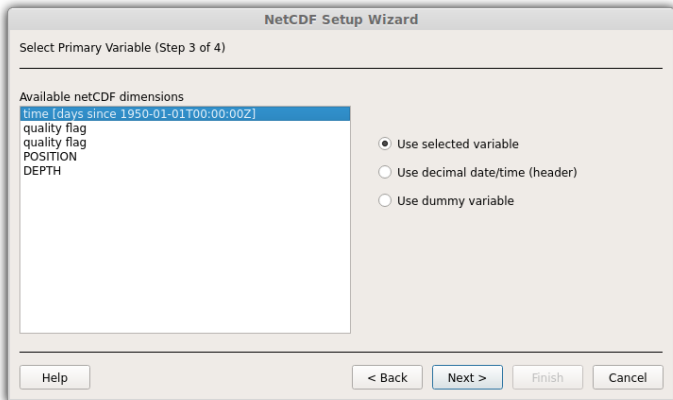 NetCDF Setup Wizard
Select Primary Variable (Step 3 of 4)
Available netCDF dimensions
time [days since 1950-01-01T00:00:00Z]
quality flag
quality flag
POSITION
DEPTH
Use selected variable
Use decimal date/time (header)
Use dummy variable
Help < Back Next > Finish Cancel